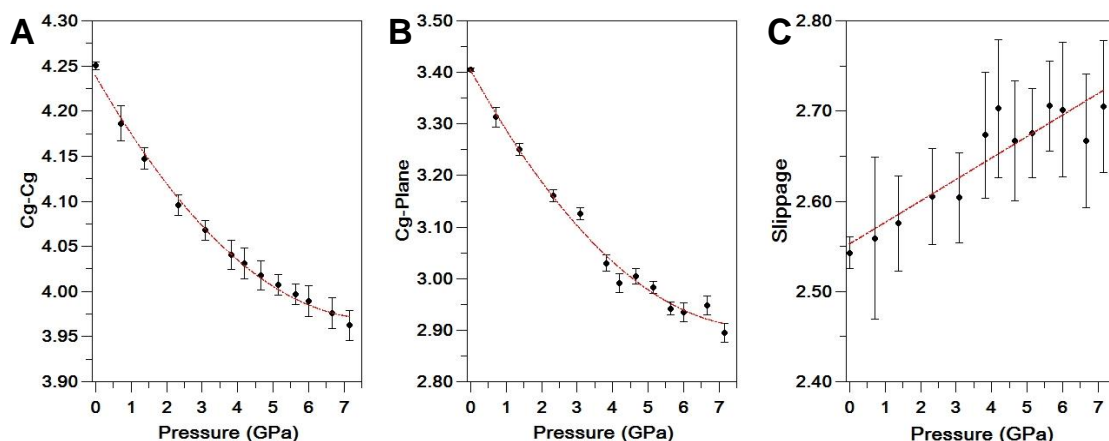 A
Cg-Cg
4.30
4.25
4.20
4.15
4.10
4.05
4.00
3.95
3.90
0 1 2 3 4 5 6 7
Pressure (GPa)
B
Cg-Plane
3.50
3.40
3.30
3.20
3.10
3.00
2.90
2.80
0 1 2 3 4 5 6 7
Pressure (GPa)
C
Slippage
2.80
2.70
2.60
2.50
2.40
0 1 2 3 4 5 6 7
Pressure (GPa)